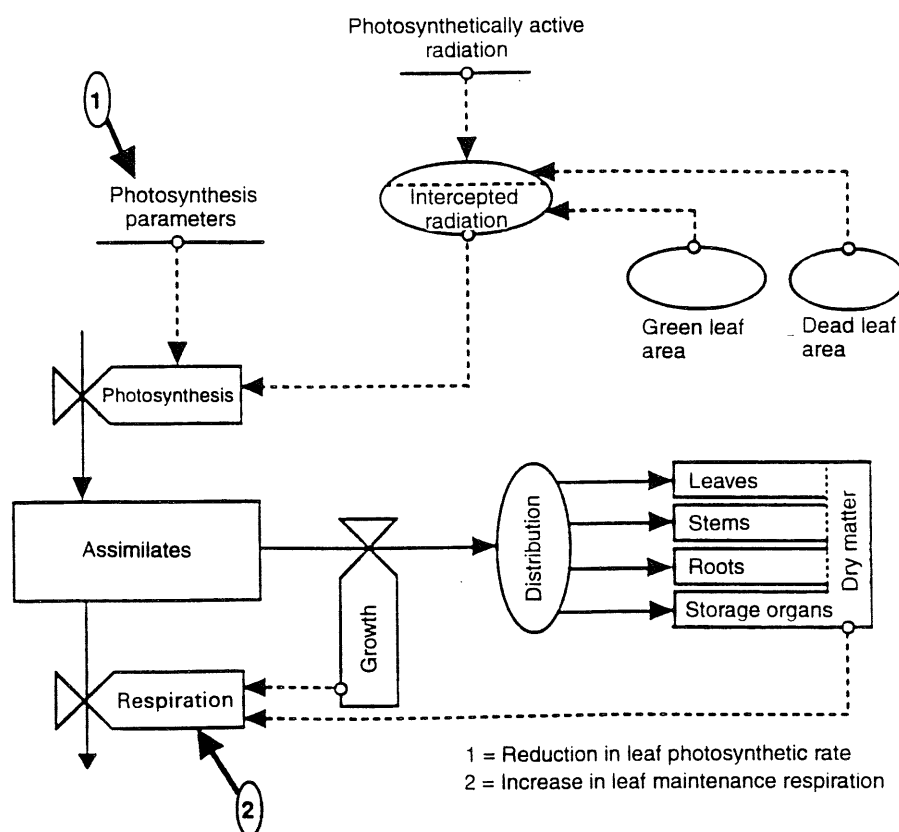 Photosynthetically active
radiation
1
Photosynthesis
parameters
Intercepted
radiation
Green leaf
area
Dead leaf
area
Photosynthesis
Assimilates
Growth
Distribution
Leaves
Stems
Roots
Storage organs
Dry matter
Respiration
2
1 = Reduction in leaf photosynthetic rate
2 = Increase in leaf maintenance respiration